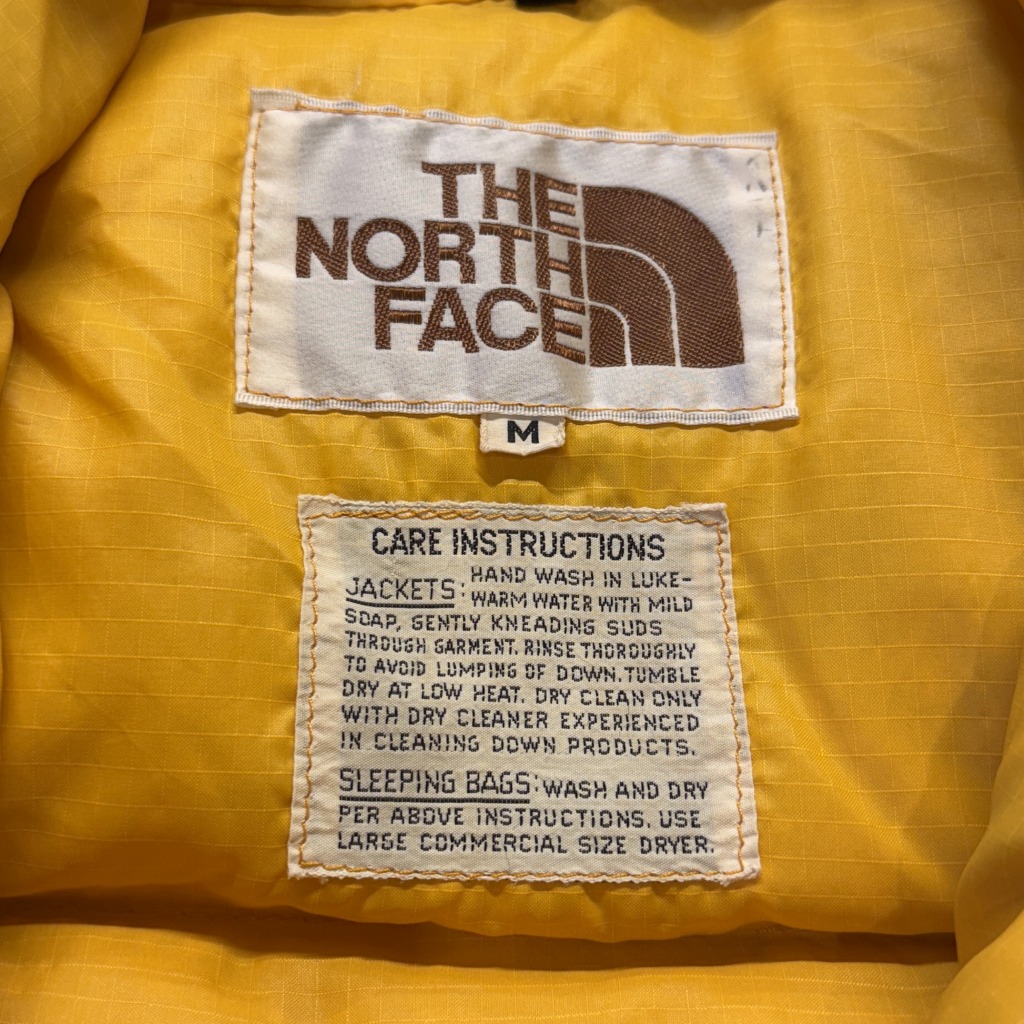 THE
NORTH
FACE
M
CARE INSTRUCTIONS
JACKETS: HAND WASH IN LUKE-
WARM WATER WITH MILD
SOAP, GENTLY KNEADING SUDS
THROUGH GARMENT. RINSE THOROUGHLY
TO AVOID LUMPING OF DOWN. TUMBLE
DRY AT LOW HEAT. DRY CLEAN ONLY
WITH DRY CLEANER EXPERIENCED
IN CLEANING DOWN PRODUCTS.
SLEEPING BAGS: WASH AND DRY
PER ABOVE INSTRUCTIONS. USE
LARGE COMMERCIAL SIZE DRYER.